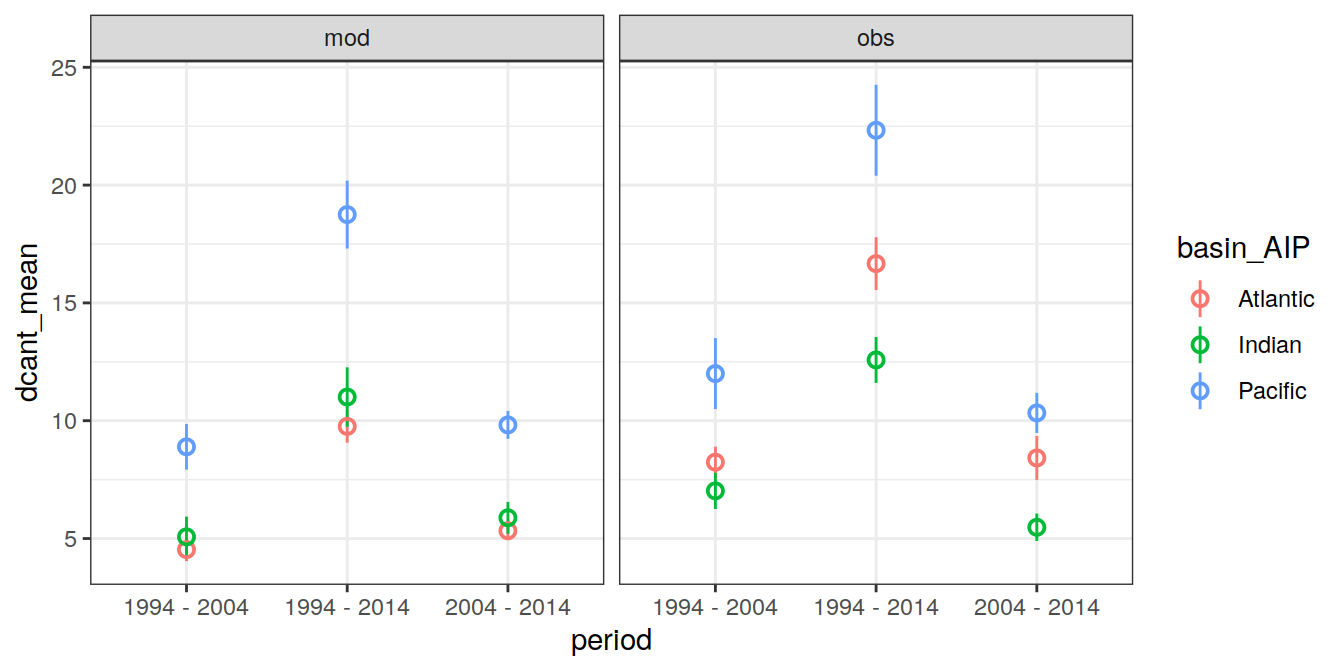 mod obs
25
20
15
10
5
dcant_mean
1994 - 2004 1994 - 2014 2004 - 2014 1994 - 2004 1994 - 2014 2004 - 2014
period
basin_AIP
Atlantic
Indian
Pacific